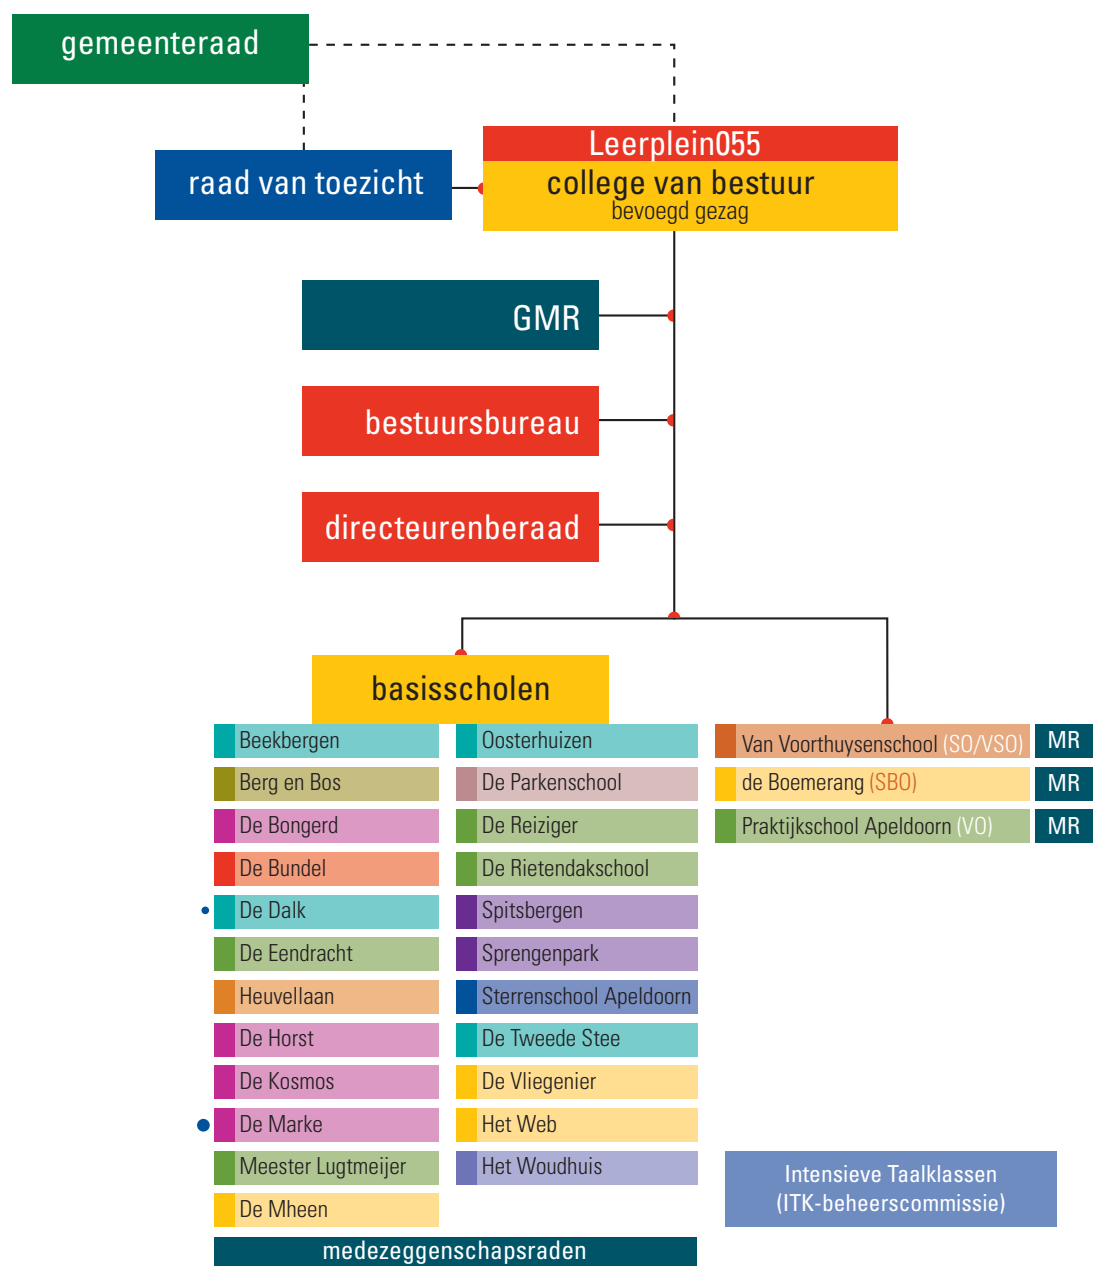 gemeenteraad
Leerplein055
raad van toezicht
college van bestuur
bevoegd gezag
GMR
bestuursbureau
directeurenberaad
basisscholen
Beekbergen
Berg en Bos
De Bongerd
De Bundel
De Dalk
De Eendracht
Heuvellaan
De Horst
De Kosmos
De Marke
Meester Lugtmeijer
De Mheen
Oosterhuizen
De Parkenschool
De Reiziger
De Rietendakschool
Spitsbergen
Sprengenpark
Sterrenschool Apeldoorn
De Tweede Stee
De Vliegenier
Het Web
Het Woudhuis
medezeggenschapsraden
Van Voorthuysenschool (SO/VSO) MR
de Boemerang (SBO) MR
Praktijkschool Apeldoorn (VO) MR
Intensieve Taalklassen
(ITK-beheerscommissie)